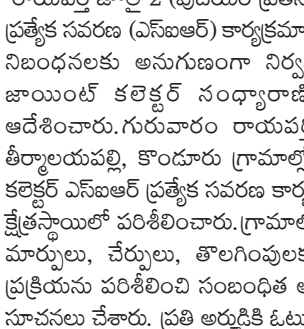 ప్రత్యేక సవరణ (ఎస్ఐఆర్) కార్యక్రమా
నిబంధనలకు అనుగుణంగా నిర్వ
జాయింట్ కలెక్టర్ సంధ్యారాణి
ఆదేశించారు.గురువారం రాయపర్
తీర్మాలయపల్లి, కొండూరు గ్రామాల్లో
కలెక్టర్ ఎస్ఐఆర్ ప్రత్యేక సవరణ కార్య
క్షేత్రస్థాయిలో పరిశీలించారు.గ్రామాల
మార్పులు, చేర్పులు, తొలగింపులక
ప్రక్రియను పరిశీలించి సంబంధిత అ
సూచనలు చేశారు. ప్రతి అర్హుడికి ఓటు